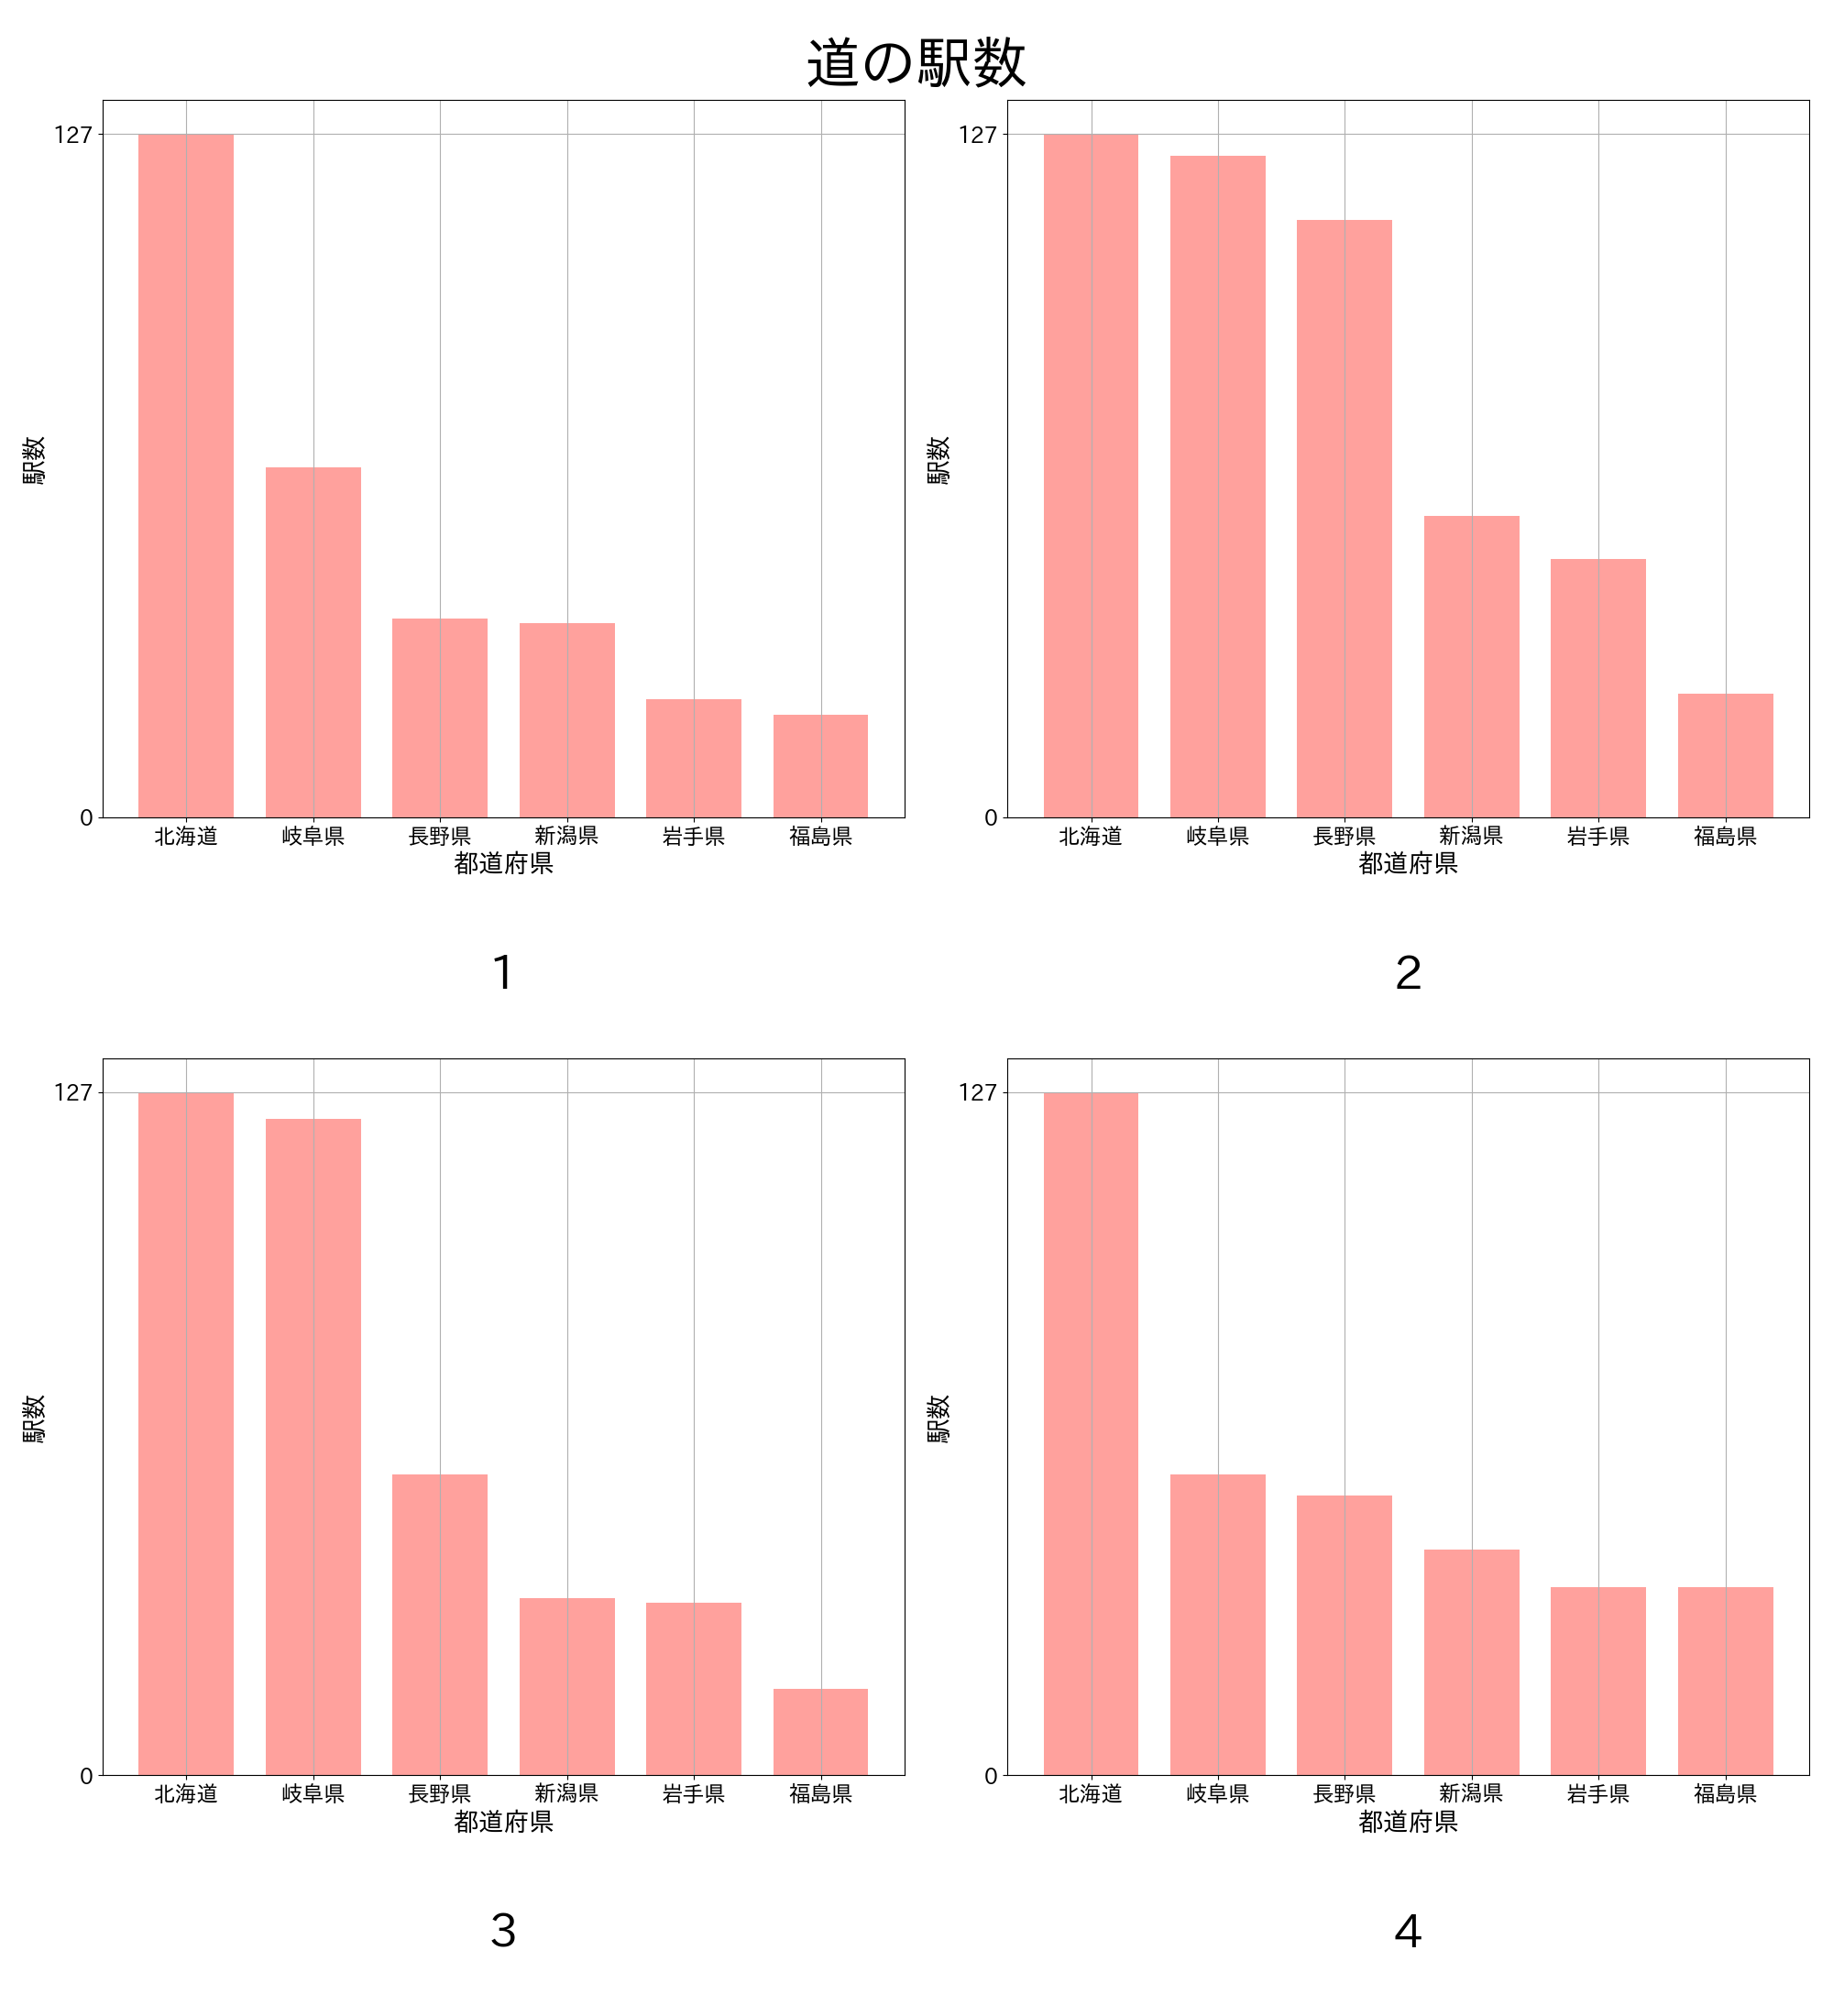 道の駅数
127
0
駅数
北海道 岐阜県 長野県 新潟県 岩手県 福島県
都道府県
1
127
0
駅数
北海道 岐阜県 長野県 新潟県 岩手県 福島県
都道府県
2
127
0
駅数
北海道 岐阜県 長野県 新潟県 岩手県 福島県
都道府県
3
127
0
駅数
北海道 岐阜県 長野県 新潟県 岩手県 福島県
都道府県
4